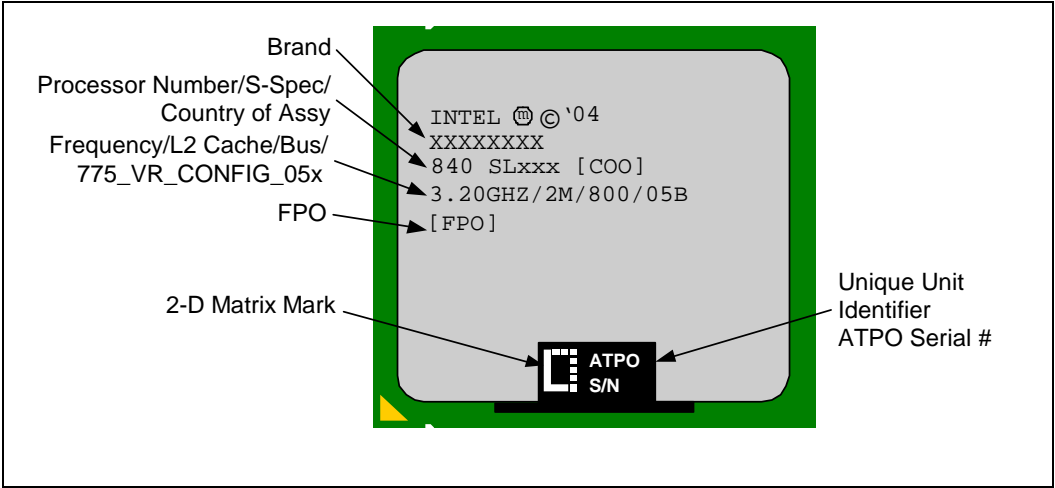 Brand
Processor Number/S-Spec/
Country of Assy
Frequency/L2 Cache/Bus/
775_VR_CONFIG_05x
FPO
2-D Matrix Mark
INTEL ⓜ © ‘04
XXXXXXXX
840 SLxxx [COO]
3.20GHZ/2M/800/05B
[FPO]
ATPO
S/N
Unique Unit
Identifier
ATPO Serial #